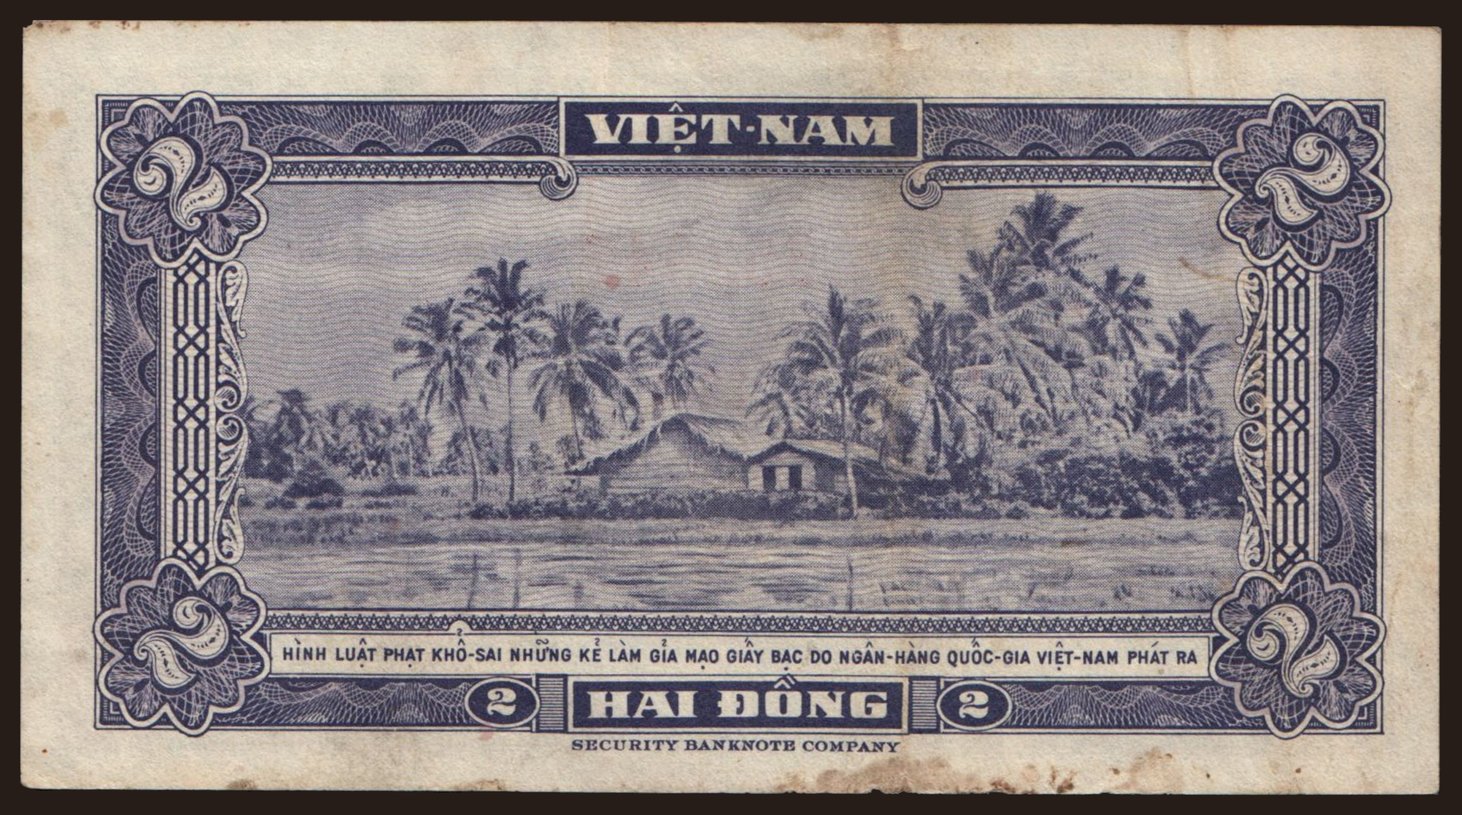 VIỆT-NAM
HÌNH LUẬT PHẠT KHỔ-SAI NHỮNG KẺ LÀM GỈA MẠO GIẤY BẠC DO NGÂN-HÀNG QUỐC-GIA VIỆT-NAM PHÁT RA
2 HAI ĐỒNG 2
SECURITY BANKNOTE COMPANY